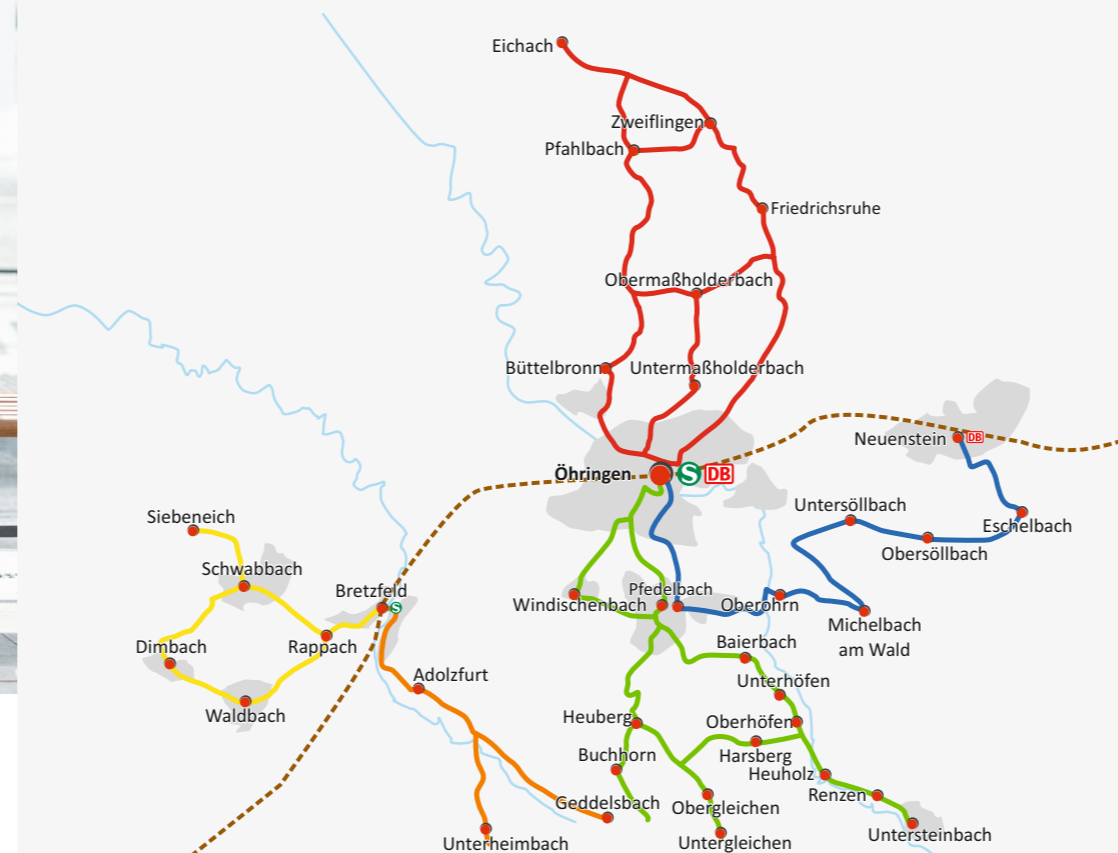 Eichach
Zweiflingen
Pfahlbach
Friedrichsruhe
Obermaßholderbach
Büttelbronn
Untermaßholderbach
Neuenstein
DB
Öhringen
S
DB
Untersöllbach
Siebeneich
Eschelbach
Obersöllbach
Schwabbach
Bretzfeld
S
Pfedelbach
Windischenbach
Oberohrn
Michelbach
am Wald
Dimbach
Rappach
Baierbach
Adolzfurt
Unterhöfen
Waldbach
Heuberg
Oberhöfen
Buchhorn
Harsberg
Heuholz
Renzen
Geddelsbach
Obergleichen
Untersteinbach
Unterheimbach
Untergleichen